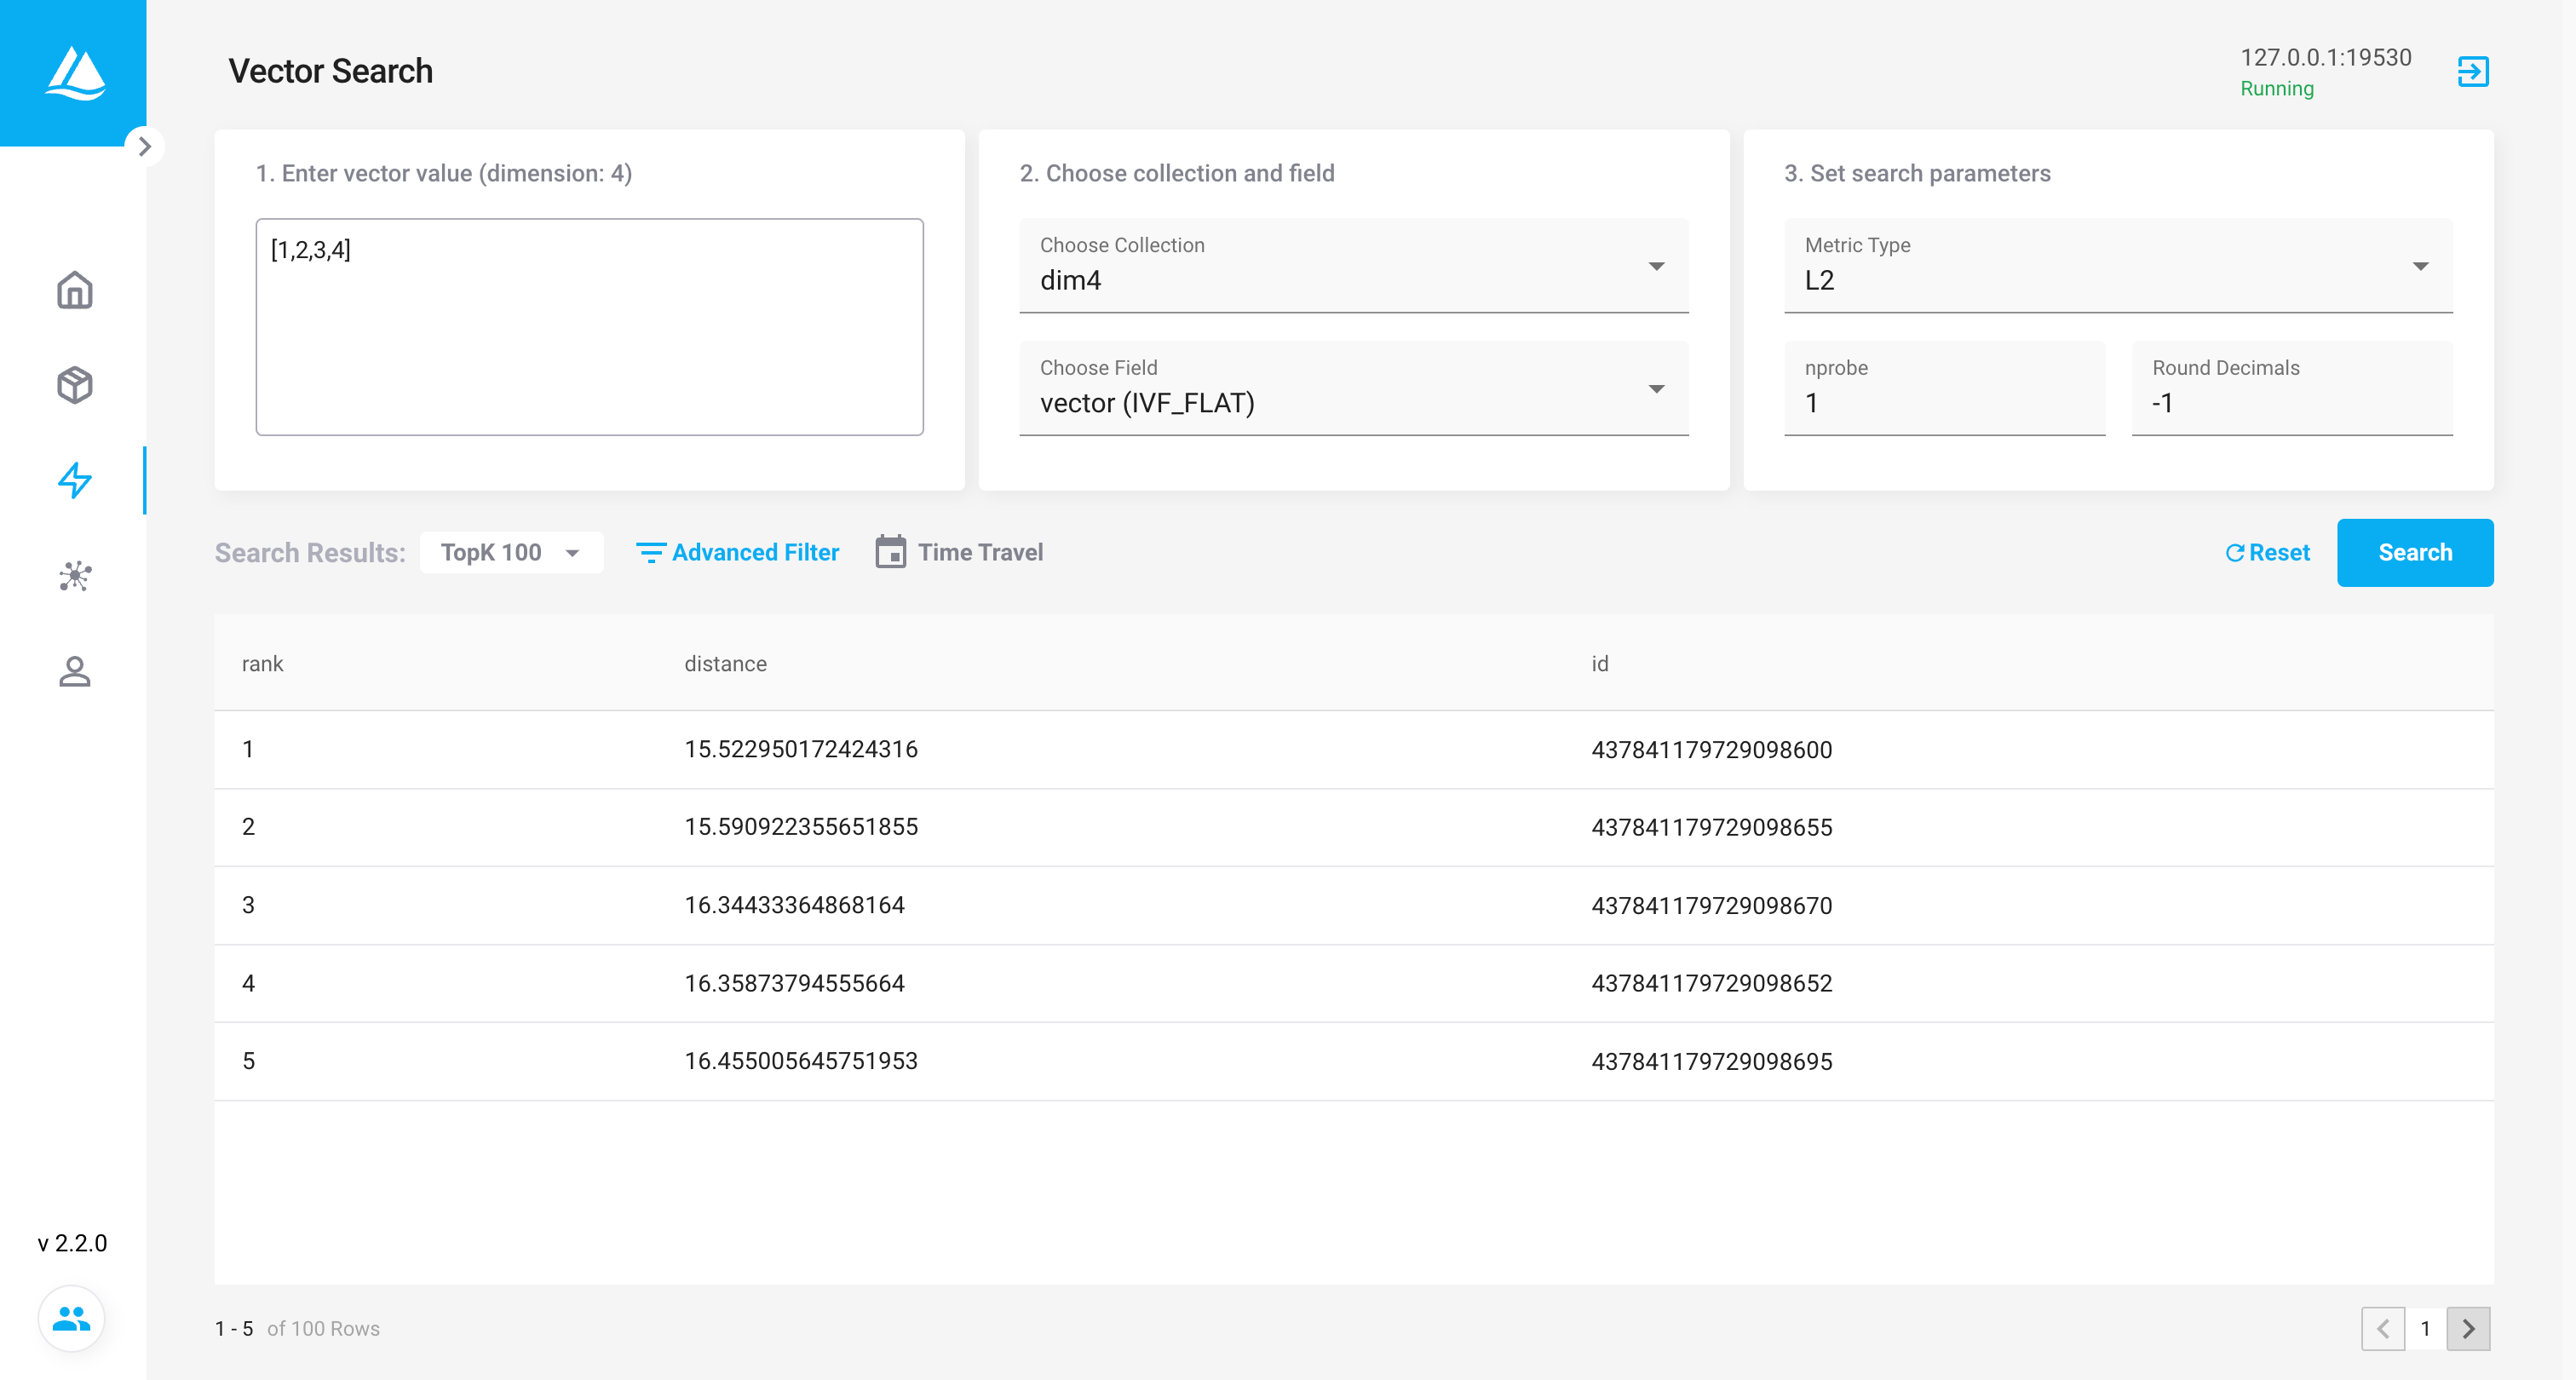 Vector Search
127.0.0.1:19530
Running
1. Enter vector value (dimension: 4)
[1,2,3,4]
2. Choose collection and field
Choose Collection
dim4
Choose Field
vector (IVF_FLAT)
3. Set search parameters
Metric Type
L2
nprobe
1
Round Decimals
-1
Search Results: TopK 100 Advanced Filter Time Travel Reset Search
rank distance id
1 15.522950172424316 437841179729098600
2 15.590922355651855 437841179729098655
3 16.34433364868164 437841179729098670
4 16.35873794555664 437841179729098652
5 16.455005645751953 437841179729098695
v 2.2.0
1 - 5 of 100 Rows 1